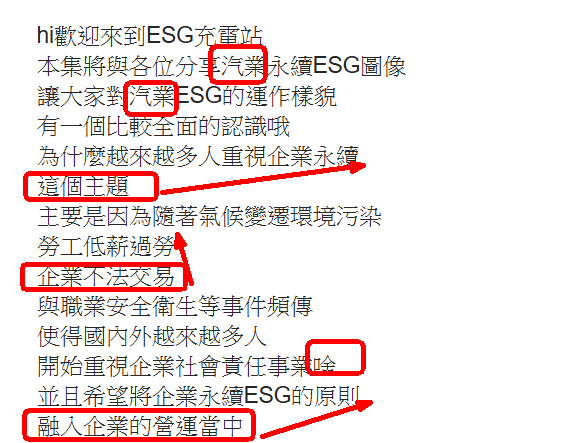 hi歡迎來到ESG充電站
本集將與各位分享汽業永續ESG圖像
讓大家對汽業ESG的運作樣貌
有一個比較全面的認識哦
為什麼越來越多人重視企業永續
這個主題
主要是因為隨著氣候變遷環境污染
勞工低薪過勞
企業不法交易
與職業安全衛生等事件頻傳
使得國內外越來越多人
開始重視企業社會責任事業啥
並且希望將企業永續ESG的原則
融入企業的營運當中